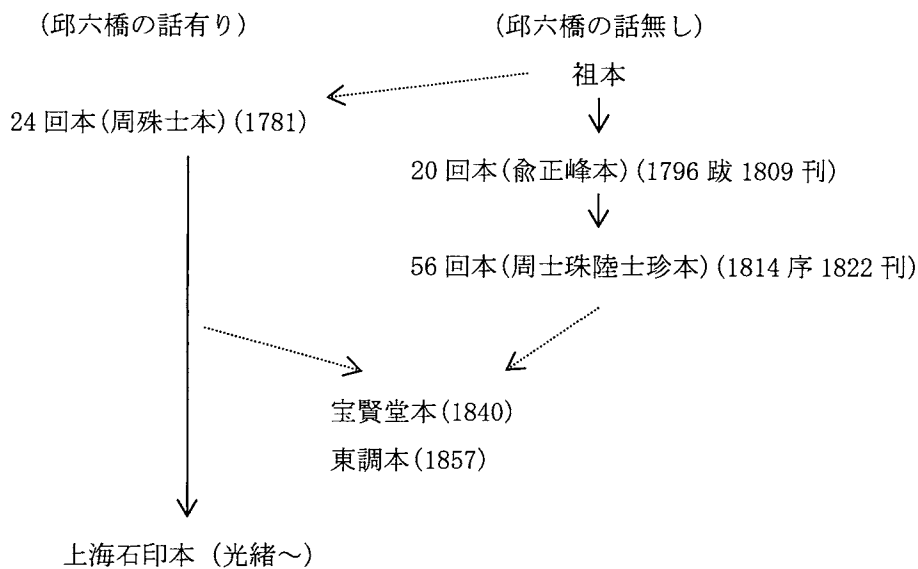 (邱六橋の話有り)
(邱六橋の話無し)
祖本
24 回本(周殊士本) (1781)
20 回本(兪正峰本) (1796 跋 1809 刊)
56 回本(周士珠陸士珍本) (1814 序 1822 刊)
宝賢堂本(1840)
東調本(1857)
上海石印本 (光緒～)